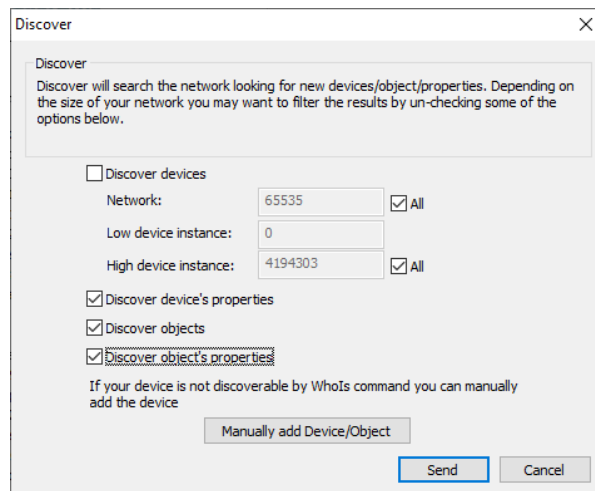 Discover
Discover
Discover will search the network looking for new devices/object/properties. Depending on
the size of your network you may want to filter the results by un-checking some of the
options below.
Discover devices
Network: 65535 All
Low device instance: 0
High device instance: 4194303 All
Discover device's properties
Discover objects
Discover object's properties
If your device is not discoverable by WhoIs command you can manually
add the device
Manually add Device/Object
Send Cancel